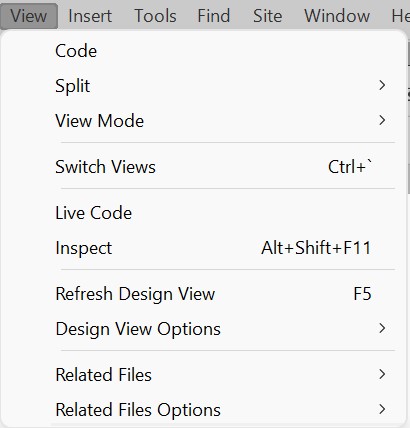 View Insert Tools Find Site Window He
Code
Split
View Mode
Switch Views Ctrl+`
Live Code
Inspect Alt+Shift+F11
Refresh Design View F5
Design View Options
Related Files
Related Files Options